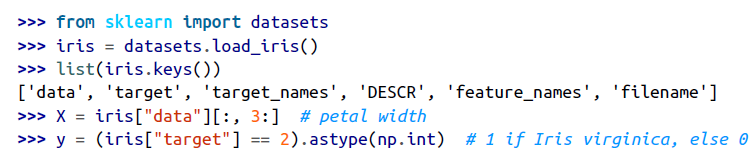 >>> from sklearn import datasets
>>> iris = datasets.load_iris()
>>> list(iris.keys())
['data', 'target', 'target_names', 'DESCR', 'feature_names', 'filename']
>>> X = iris["data"][:, 3:]  # petal width
>>> y = (iris["target"] == 2).astype(np.int)  # 1 if Iris virginica, else 0